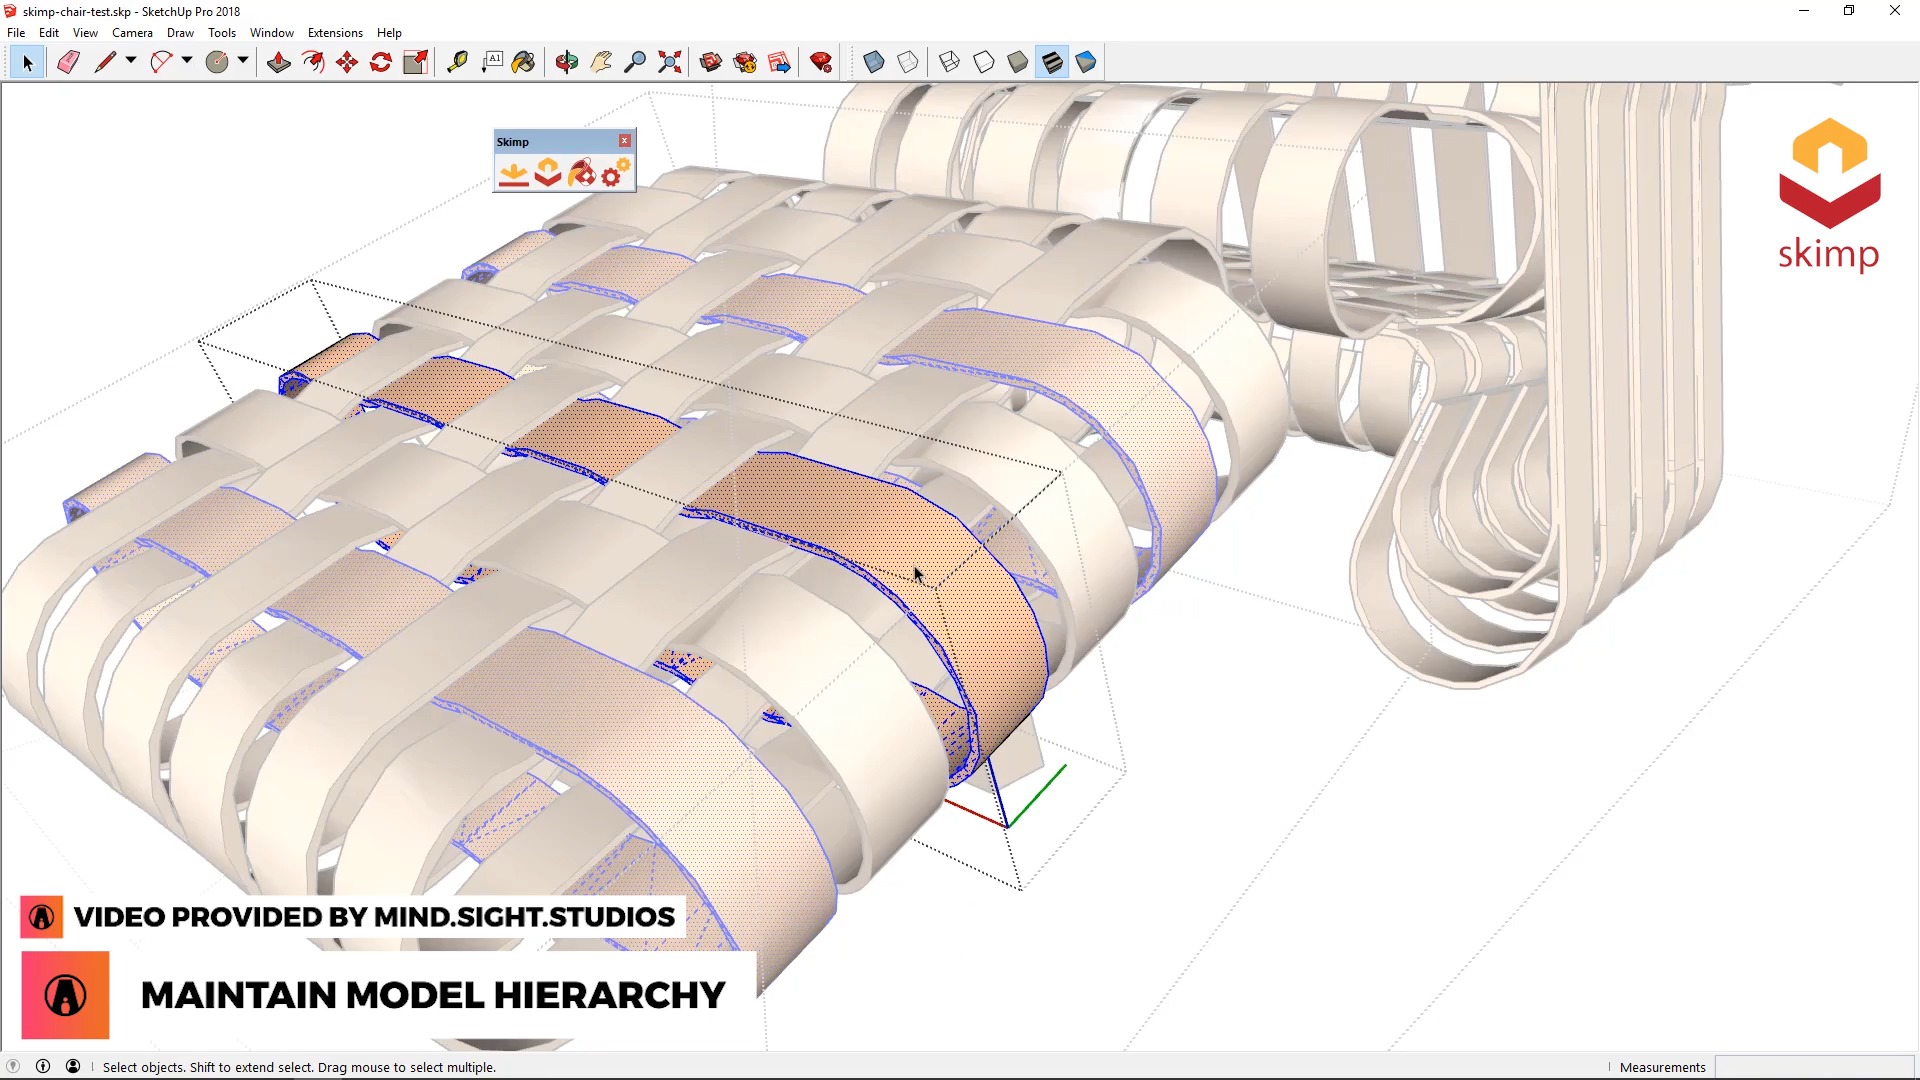 skimp-chair-test.skp - SketchUp Pro 2018
File Edit View Camera Draw Tools Window Extensions Help
A1
Skimp
skimp
VIDEO PROVIDED BY MIND.SIGHT.STUDIOS
MAINTAIN MODEL HIERARCHY
Select objects. Shift to extend select. Drag mouse to select multiple.
Measurements